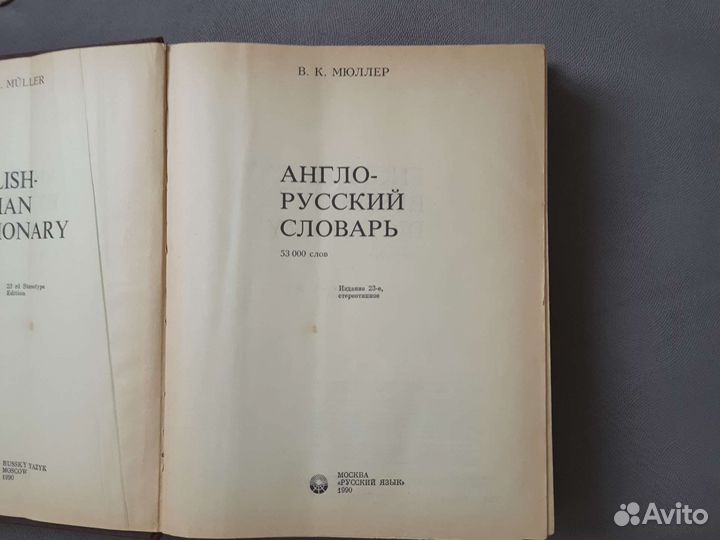 . MÜLLER
LISH-
IAN
IONARY
23 rd Stereotype
Edition
RUSSKY YAZYK
MOSCOW
1990
В. К. МЮЛЛЕР
АНГЛО-
РУССКИЙ
СЛОВАРЬ
53 000 слов
Издание 23-е,
стереотипное
МОСКВА
«РУССКИЙ ЯЗЫК»
1990
Avito